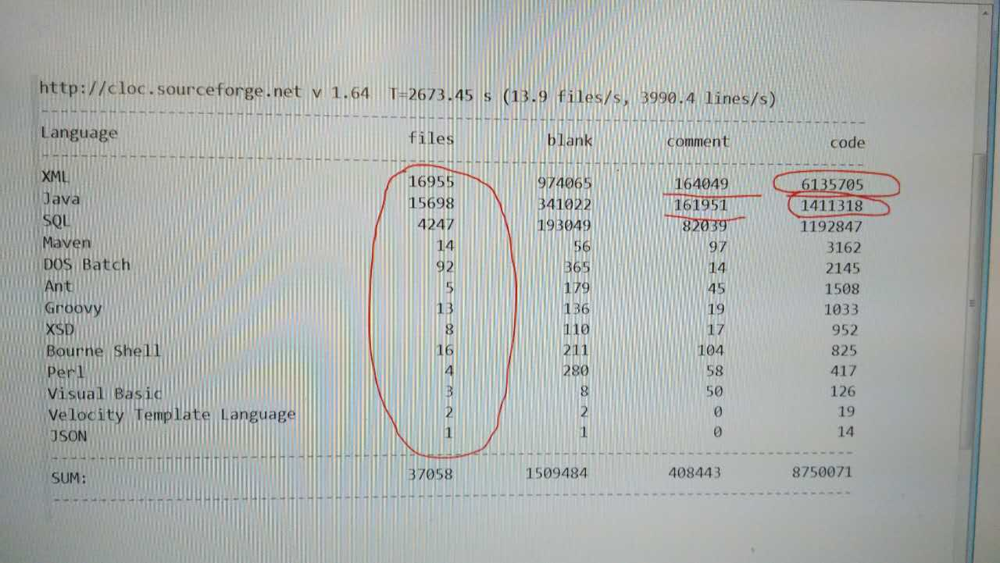 http://cloc.sourceforge.net v 1.64  T=2673.45 s (13.9 files/s, 3990.4 lines/s)
Language files blank comment code
XML 16955 974065 164049 6135705
Java 15698 341022 161951 1411318
SQL 4247 193049 82039 1192847
Maven 14 56 97 3162
DOS Batch 92 365 14 2145
Ant 5 179 45 1508
Groovy 13 136 19 1033
XSD 8 110 17 952
Bourne Shell 16 211 104 825
Perl 4 280 58 417
Visual Basic 3 8 50 126
Velocity Template Language 2 2 0 19
JSON 1 1 0 14
SUM: 37058 1509484 408443 8750071